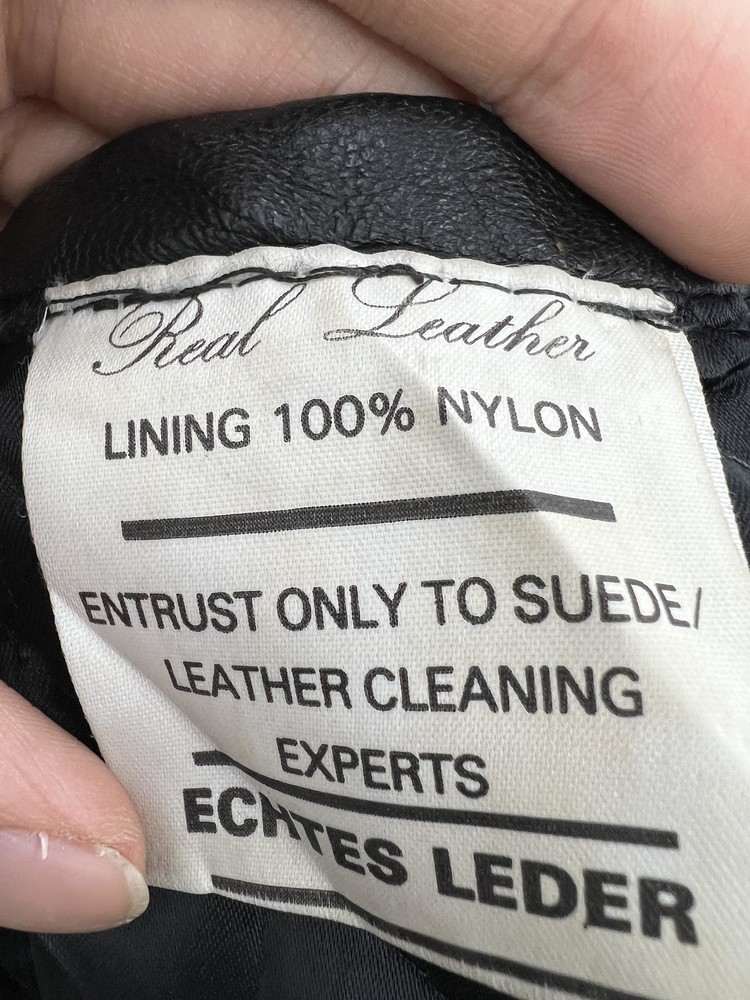 Real Leather
LINING 100% NYLON
ENTRUST ONLY TO SUEDE/
LEATHER CLEANING
EXPERTS
ECHTES LEDER